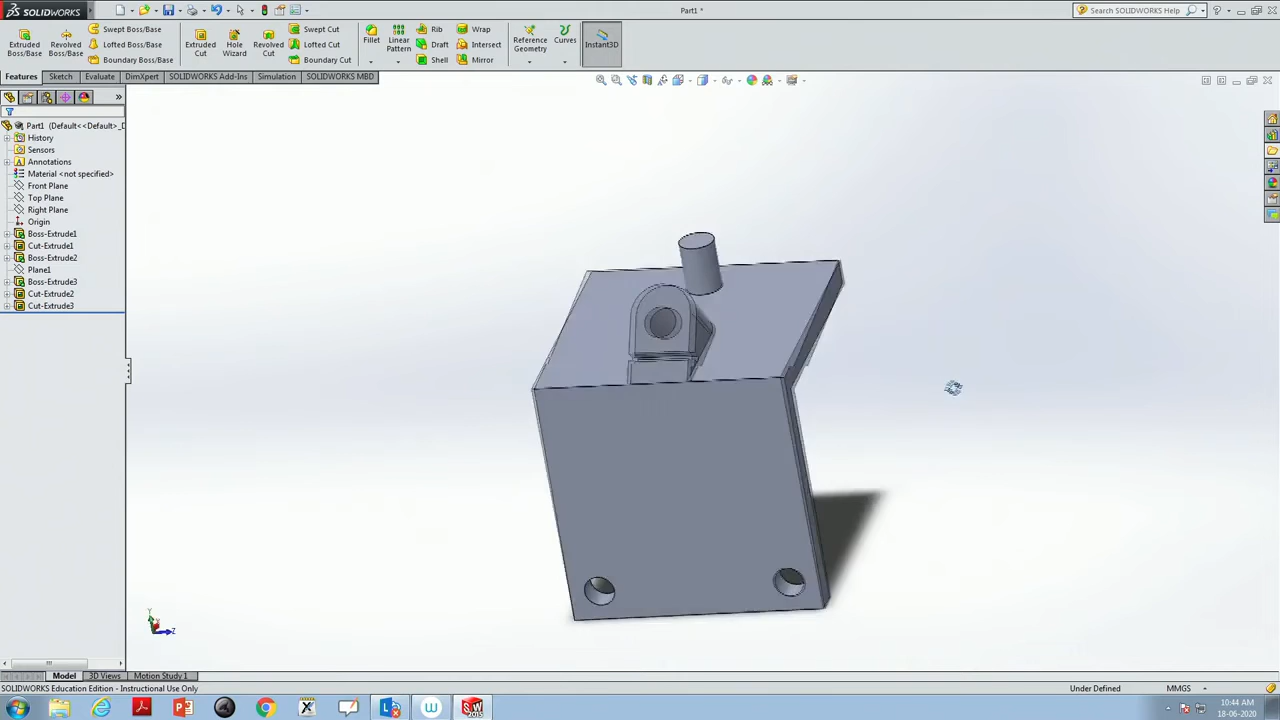 SOLIDWORKS
Part1 *
Search SOLIDWORKS Help
Extruded Boss/Base
Revolved Boss/Base
Swept Boss/Base
Lofted Boss/Base
Boundary Boss/Base
Extruded Cut
Hole Wizard
Revolved Cut
Swept Cut
Lofted Cut
Boundary Cut
Fillet
Linear Pattern
Rib
Draft
Shell
Wrap
Intersect
Mirror
Reference Geometry
Curves
Instant3D
Features Sketch Evaluate DimXpert SOLIDWORKS Add-Ins Simulation SOLIDWORKS MBD
Part1 (Default<<Default>_D
History
Sensors
Annotations
Material <not specified>
Front Plane
Top Plane
Right Plane
Origin
Boss-Extrude1
Cut-Extrude1
Boss-Extrude2
Plane1
Boss-Extrude3
Cut-Extrude2
Cut-Extrude3
Y
Z
Model 3D Views Motion Study 1
SOLIDWORKS Education Edition - Instructional Use Only
Under Defined MMGS
10:44 AM
18-06-2020